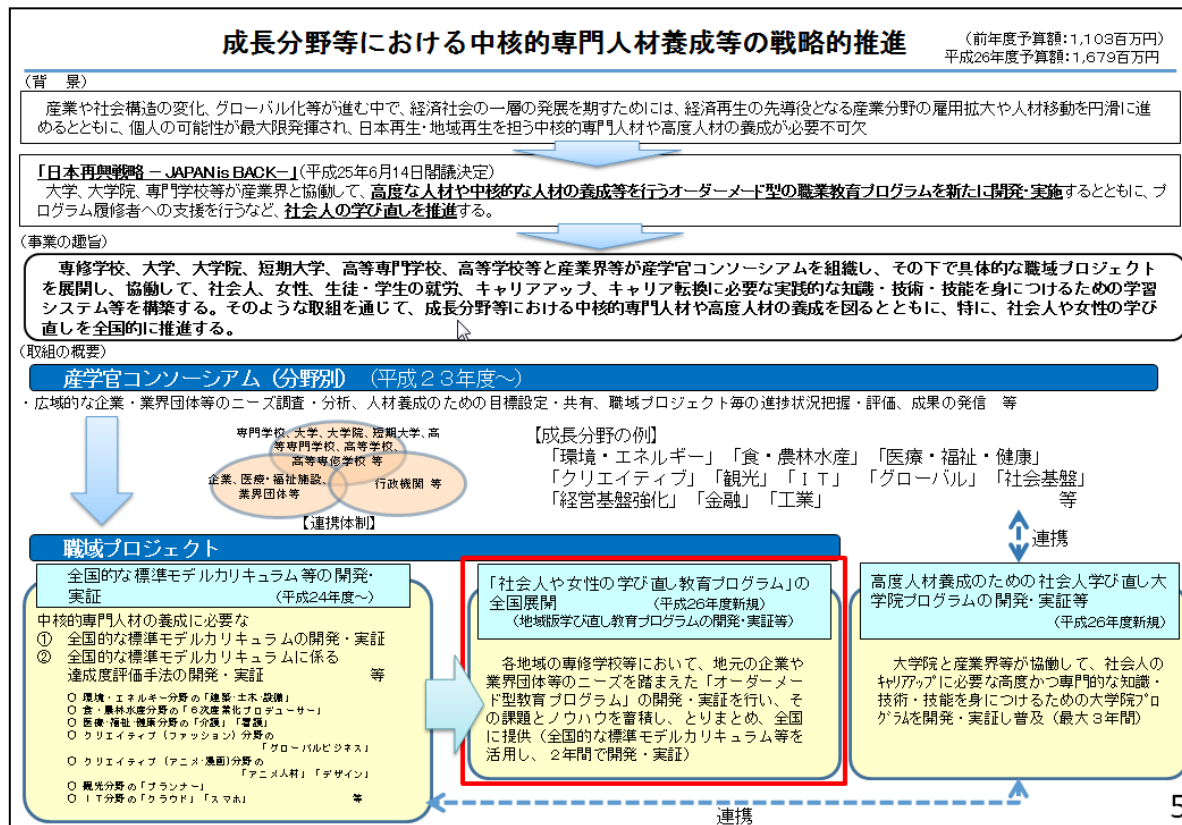 成長分野等における中核的専門人材養成等の戦略的推進
(前年度予算額:1,103百万円)
平成26年度予算額:1,679百万円
(背　景)
産業や社会構造の変化、グローバル化等が進む中で、経済社会の一層の発展を期すためには、経済再生の先導役となる産業分野の雇用拡大や人材移動を円滑に進
めるとともに、個人の可能性が最大限発揮され、日本再生・地域再生を担う中核的専門人材や高度人材の養成が必要不可欠
「日本再興戦略 － JAPAN is BACK－」(平成25年6月14日閣議決定)
大学、大学院、専門学校等が産業界と協働して、高度な人材や中核的な人材の養成等を行うオーダーメード型の職業教育プログラムを新たに開発・実施するとともに、プ
ログラム履修者への支援を行うなど、社会人の学び直しを推進する。
(事業の趣旨)
専修学校、大学、大学院、短期大学、高等専門学校、高等学校等と産業界等が産学官コンソーシアムを組織し、その下で具体的な職域プロジェクト
を展開し、協働して、社会人、女性、生徒・学生の就労、キャリアアップ、キャリア転換に必要な実践的な知識・技術・技能を身につけるための学習
システム等を構築する。そのような取組を通じて、成長分野等における中核的専門人材や高度人材の養成を図るとともに、特に、社会人や女性の学び
直しを全国的に推進する。
(取組の概要)
産学官コンソーシアム（分野別）（平成２３年度～）
・広域的な企業・業界団体等のニーズ調査・分析、人材養成のための目標設定・共有、職域プロジェクト毎の進捗状況把握・評価、成果の発信　等
専門学校、大学、大学院、短期大学、高
等専門学校、高等学校、
高等専修学校 等
企業、医療・福祉施設、
業界団体等
行政機関 等
【連携体制】
【成長分野の例】
「環境・エネルギー」「食・農林水産」「医療・福祉・健康」
「クリエイティブ」「観光」「ＩＴ」　「グローバル」「社会基盤」
「経営基盤強化」「金融」「工業」　　　等
連携
職域プロジェクト
全国的な標準モデルカリキュラム等の開発・
実証　　(平成24年度～)
中核的専門人材の養成に必要な
①　全国的な標準モデルカリキュラムの開発・実証
②　全国的な標準モデルカリキュラムに係る
達成度評価手法の開発・実証　　等
○ 環境・エネルギー分野の「建築・土木・設備」
○ 食・農林水産分野の「６次産業化プロデューサー」
○ 医療・福祉・健康分野の「介護」「看護」
○ クリエイティブ（ファッション）分野の
「グローバルビジネス」
○ クリエイティブ（アニメ・漫画)分野の
「アニメ人材」「デザイン」
○ 観光分野の「プランナー」
○ ＩＴ分野の「クラウド」「スマホ」　　等
「社会人や女性の学び直し教育プログラム」の
全国展開　　(平成26年度新規)
(地域版学び直し教育プログラムの開発・実証等)
各地域の専修学校等において、地元の企業や
業界団体等のニーズを踏まえた「オーダーメー
ド型教育プログラム」の開発・実証を行い、そ
の課題とノウハウを蓄積し、とりまとめ、全国
に提供（全国的な標準モデルカリキュラム等を
活用し、２年間で開発・実証）
高度人材養成のための社会人学び直し大
学院プログラムの開発・実証等
(平成26年度新規)
大学院と産業界等が協働して、社会人の
ｷｬﾘｱｱｯﾌﾟに必要な高度かつ専門的な知識・
技術・技能を身につけるための大学院ﾌﾟﾛ
ｸﾞﾗﾑを開発・実証し普及（最大３年間）
連携
5